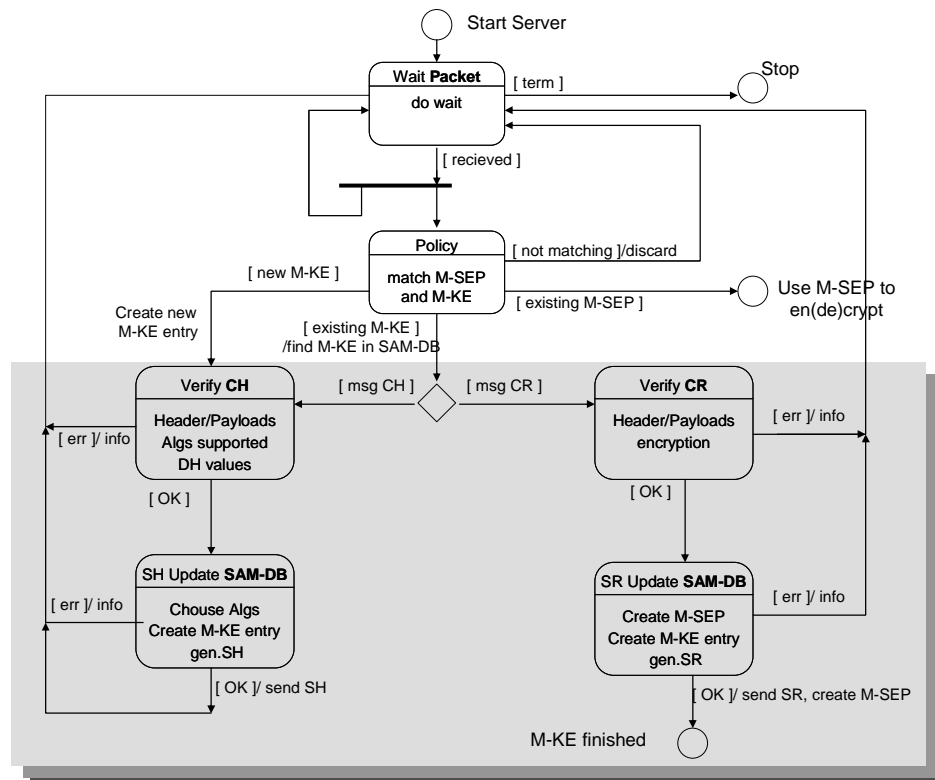 Start Server
Wait Packet
do wait
[ term ]
Stop
[ recieved ]
Policy
match M-SEP
and M-KE
[ not matching ]/discard
[ new M-KE ]
[ existing M-SEP ]
Use M-SEP to
en(de)crypt
Create new
M-KE entry
[ existing M-KE ]
/find M-KE in SAM-DB
Verify CH
Header/Payloads
Algs supported
DH values
[ msg CH ]
[ msg CR ]
Verify CR
Header/Payloads
encryption
[ err ]/ info
[ err ]/ info
[ OK ]
[ OK ]
SH Update SAM-DB
Chouse Algs
Create M-KE entry
gen.SH
[ err ]/ info
SR Update SAM-DB
Create M-SEP
Create M-KE entry
gen.SR
[ err ]/ info
[ OK ]/ send SH
[ OK ]/ send SR, create M-SEP
M-KE finished